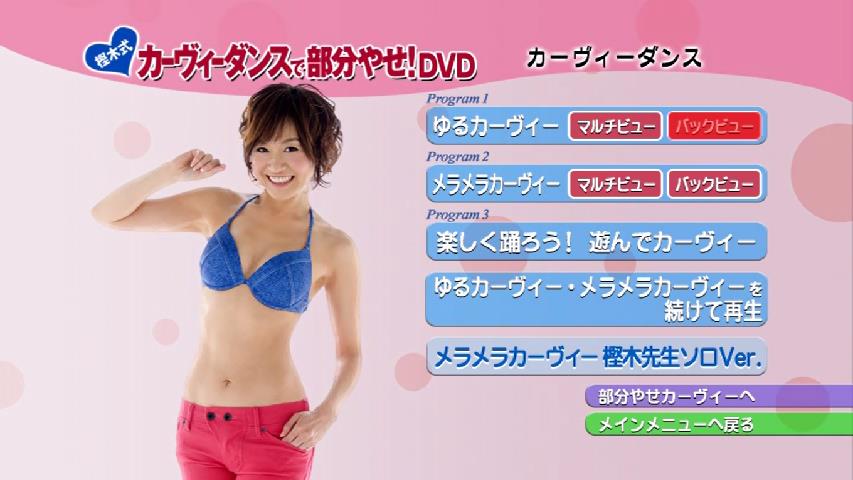 樫木式 カーヴィーダンスで部分やせ!DVD カーヴィーダンス
Program 1
ゆるカーヴィー マルチビュー バックビュー
Program 2
メラメラカーヴィー マルチビュー バックビュー
Program 3
楽しく踊ろう! 遊んでカーヴィー
ゆるカーヴィー・メラメラカーヴィーを
続けて再生
メラメラカーヴィー 樫木先生ソロVer.
部分やせカーヴィーへ
メインメニューへ戻る